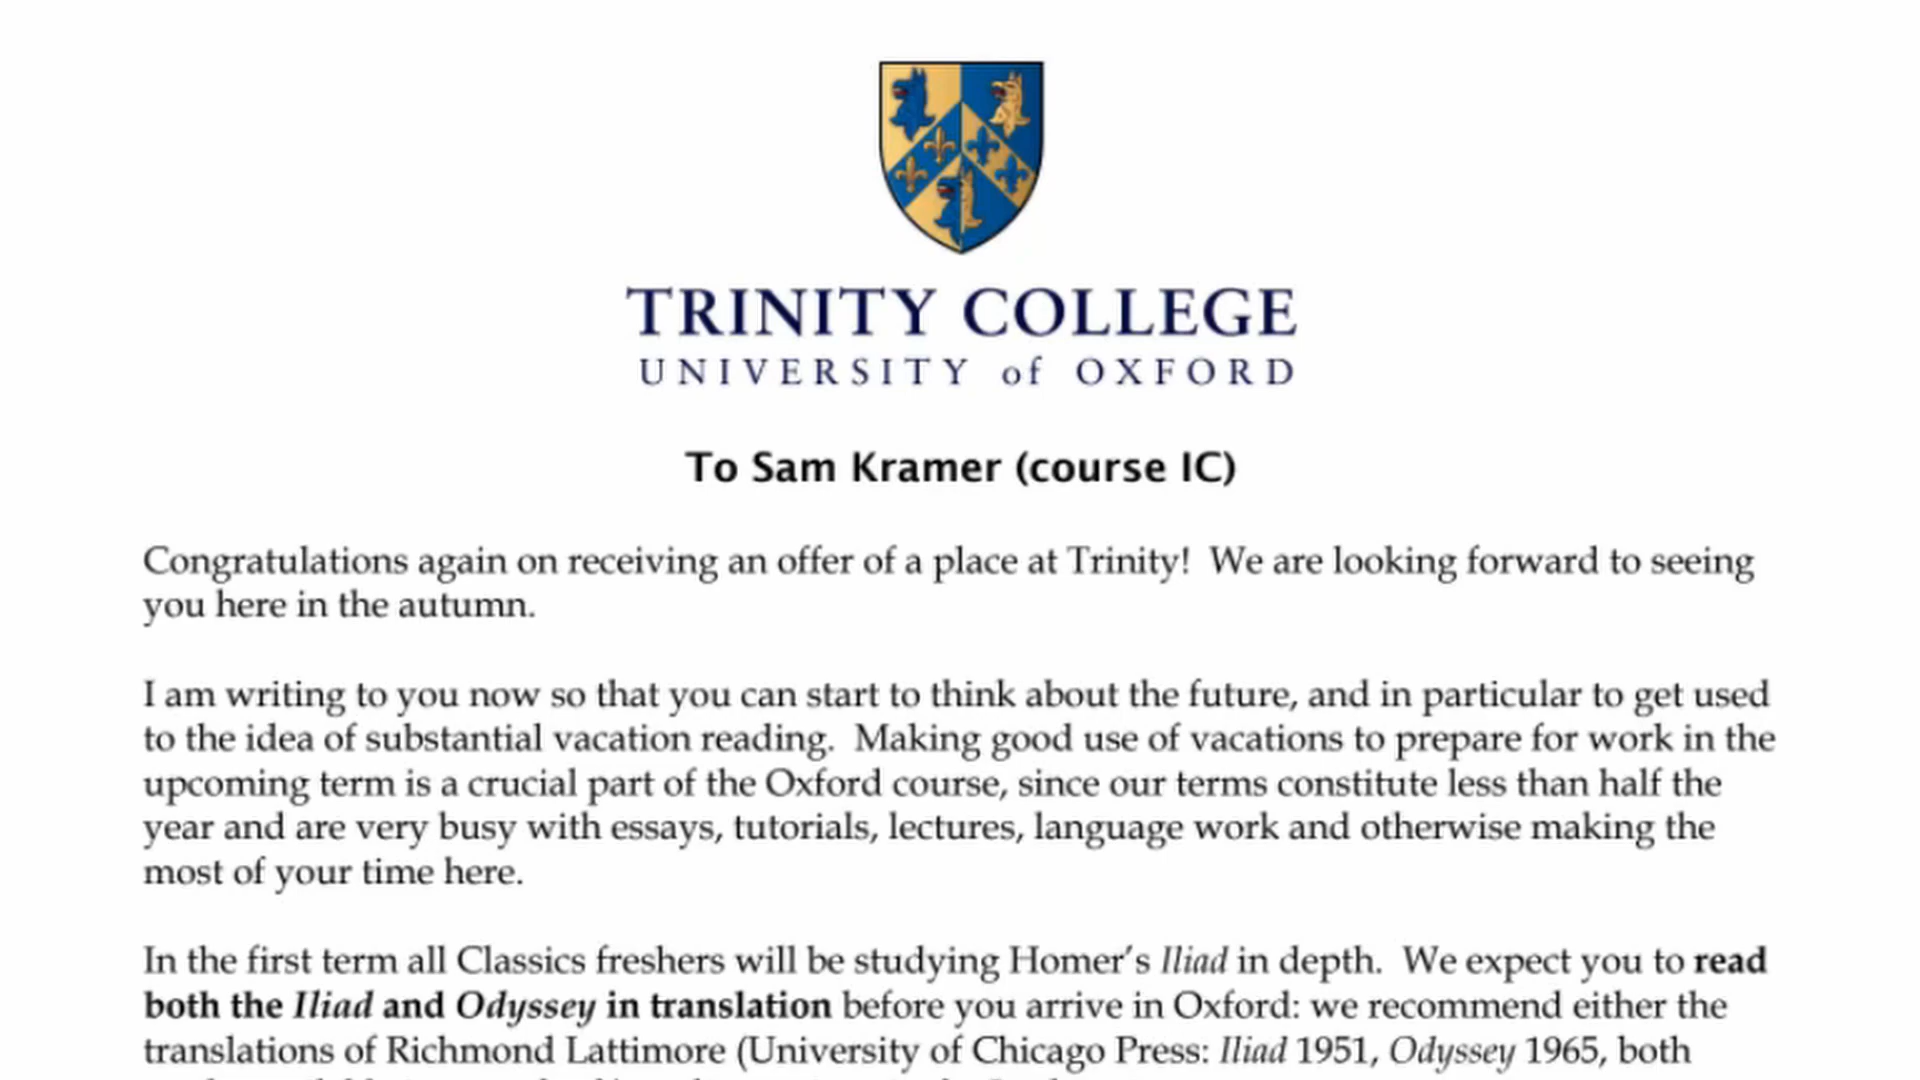 TRINITY COLLEGE
UNIVERSITY of OXFORD
To Sam Kramer (course IC)
Congratulations again on receiving an offer of a place at Trinity!  We are looking forward to seeing
you here in the autumn.
I am writing to you now so that you can start to think about the future, and in particular to get used
to the idea of substantial vacation reading.  Making good use of vacations to prepare for work in the
upcoming term is a crucial part of the Oxford course, since our terms constitute less than half the
year and are very busy with essays, tutorials, lectures, language work and otherwise making the
most of your time here.
In the first term all Classics freshers will be studying Homer's Iliad in depth.  We expect you to read
both the Iliad and Odyssey in translation before you arrive in Oxford: we recommend either the
translations of Richmond Lattimore (University of Chicago Press: Iliad 1951, Odyssey 1965, both